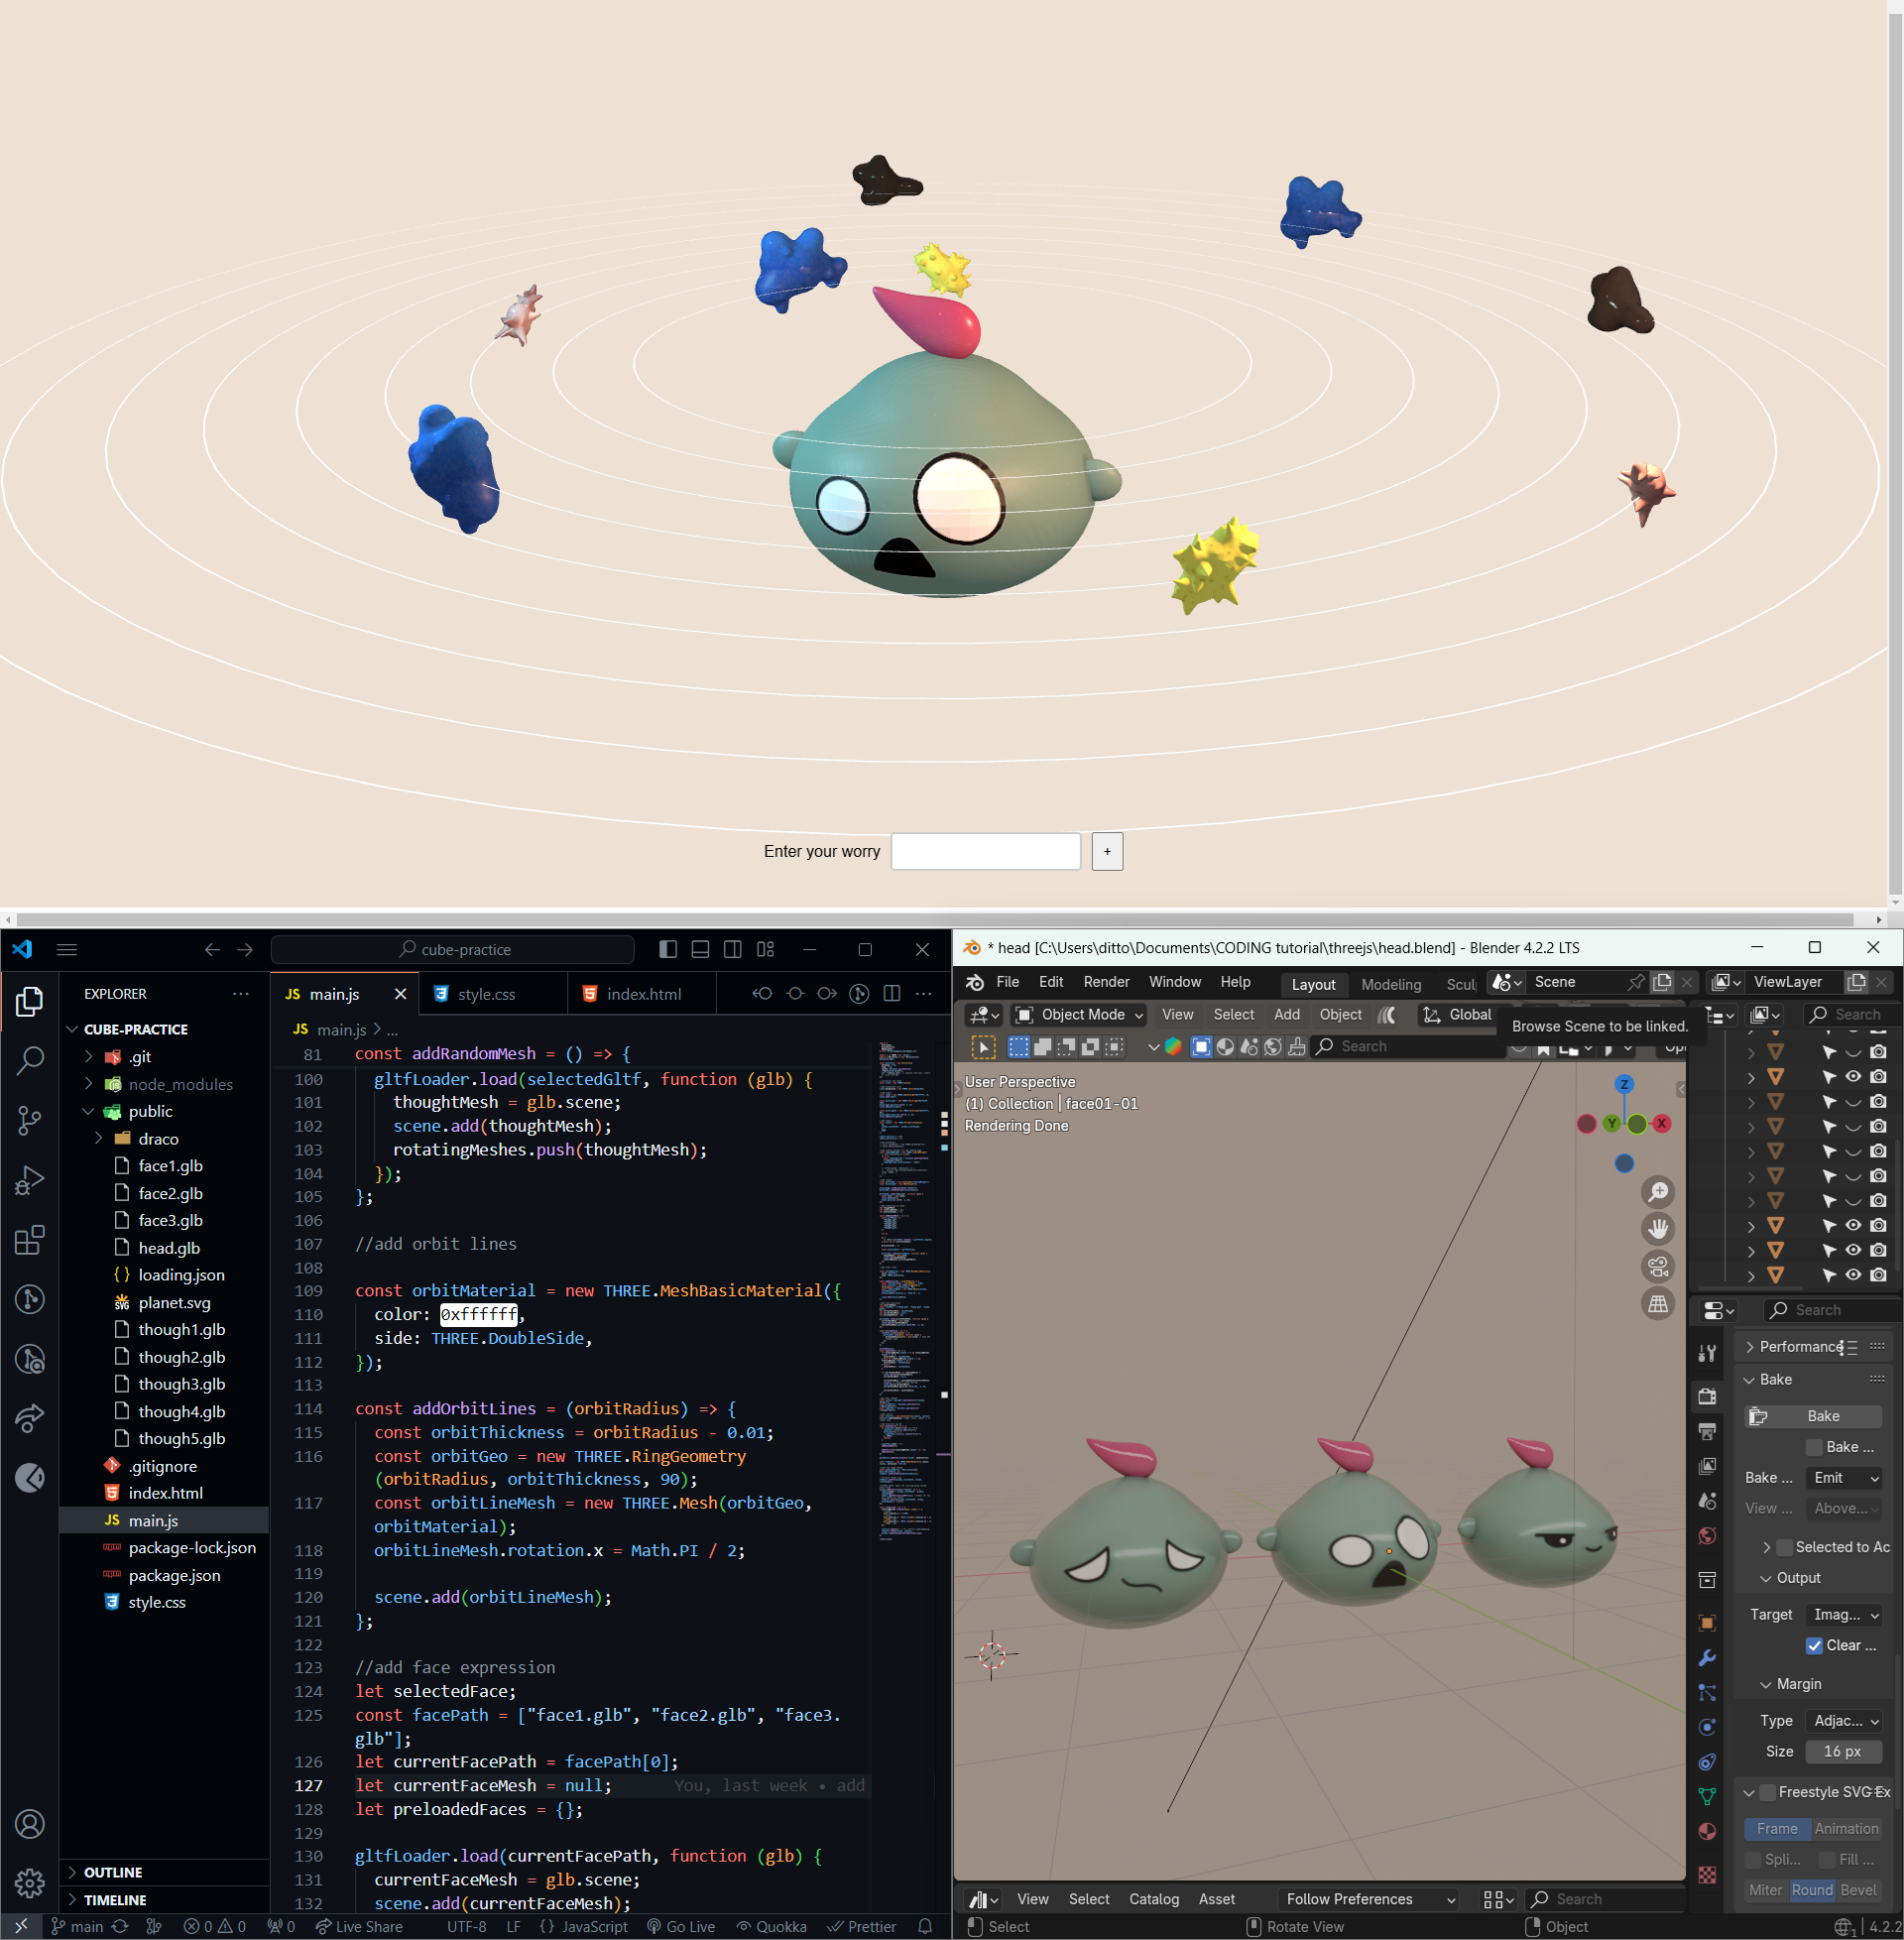 Enter your worry
+
cube-practice
EXPLORER
main.js
style.css
index.html
CUBE-PRACTICE
.git
node_modules
public
draco
face1.glb
face2.glb
face3.glb
head.glb
loading.json
planet.svg
though1.glb
though2.glb
though3.glb
though4.glb
though5.glb
.gitignore
index.html
JS main.js
package-lock.json
package.json
style.css
OUTLINE
TIMELINE
JS main.js > ...
81 const addRandomMesh = () => {
100 gltfLoader.load(selectedGltf, function (glb) {
101 thoughtMesh = glb.scene;
102 scene.add(thoughtMesh);
103 rotatingMeshes.push(thoughtMesh);
104 });
105 };
106
107 //add orbit lines
108
109 const orbitMaterial = new THREE.MeshBasicMaterial({
110 color: 0xffffff,
111 side: THREE.DoubleSide,
112 });
113
114 const addOrbitLines = (orbitRadius) => {
115 const orbitThickness = orbitRadius - 0.01;
116 const orbitGeo = new THREE.RingGeometry
(orbitRadius, orbitThickness, 90);
117 const orbitLineMesh = new THREE.Mesh(orbitGeo,
orbitMaterial);
118 orbitLineMesh.rotation.x = Math.PI / 2;
119
120 scene.add(orbitLineMesh);
121 };
122
123 //add face expression
124 let selectedFace;
125 const facePath = ["face1.glb", "face2.glb", "face3.
glb"];
126 let currentFacePath = facePath[0];
127 let currentFaceMesh = null; You, last week • add
128 let preloadedFaces = {};
129
130 gltfLoader.load(currentFacePath, function (glb) {
131 currentFaceMesh = glb.scene;
132 scene.add(currentFaceMesh);
main 0 0 0 Live Share UTF-8 LF {} JavaScript Go Live Quokka Prettier
* head [C:\Users\ditto\Documents\CODING tutorial\threejs\head.blend] - Blender 4.2.2 LTS
File Edit Render Window Help Layout Modeling Scul Scene ViewLayer
Object Mode View Select Add Object Global
Browse Scene to be linked.
Search
Search
User Perspective
(1) Collection | face01-01
Rendering Done
Z
Y
X
Search
Performance
Bake
Bake
Bake ...
Bake ... Emit
View ... Above...
Selected to Ac
Output
Target Imag...
Clear ...
Margin
Type Adjac...
Size 16 px
Freestyle SVG Ex
Frame Animation
Spli... Fill ...
Miter Round Bevel
View Select Catalog Asset Follow Preferences Search
Select Rotate View Object 4.2.2